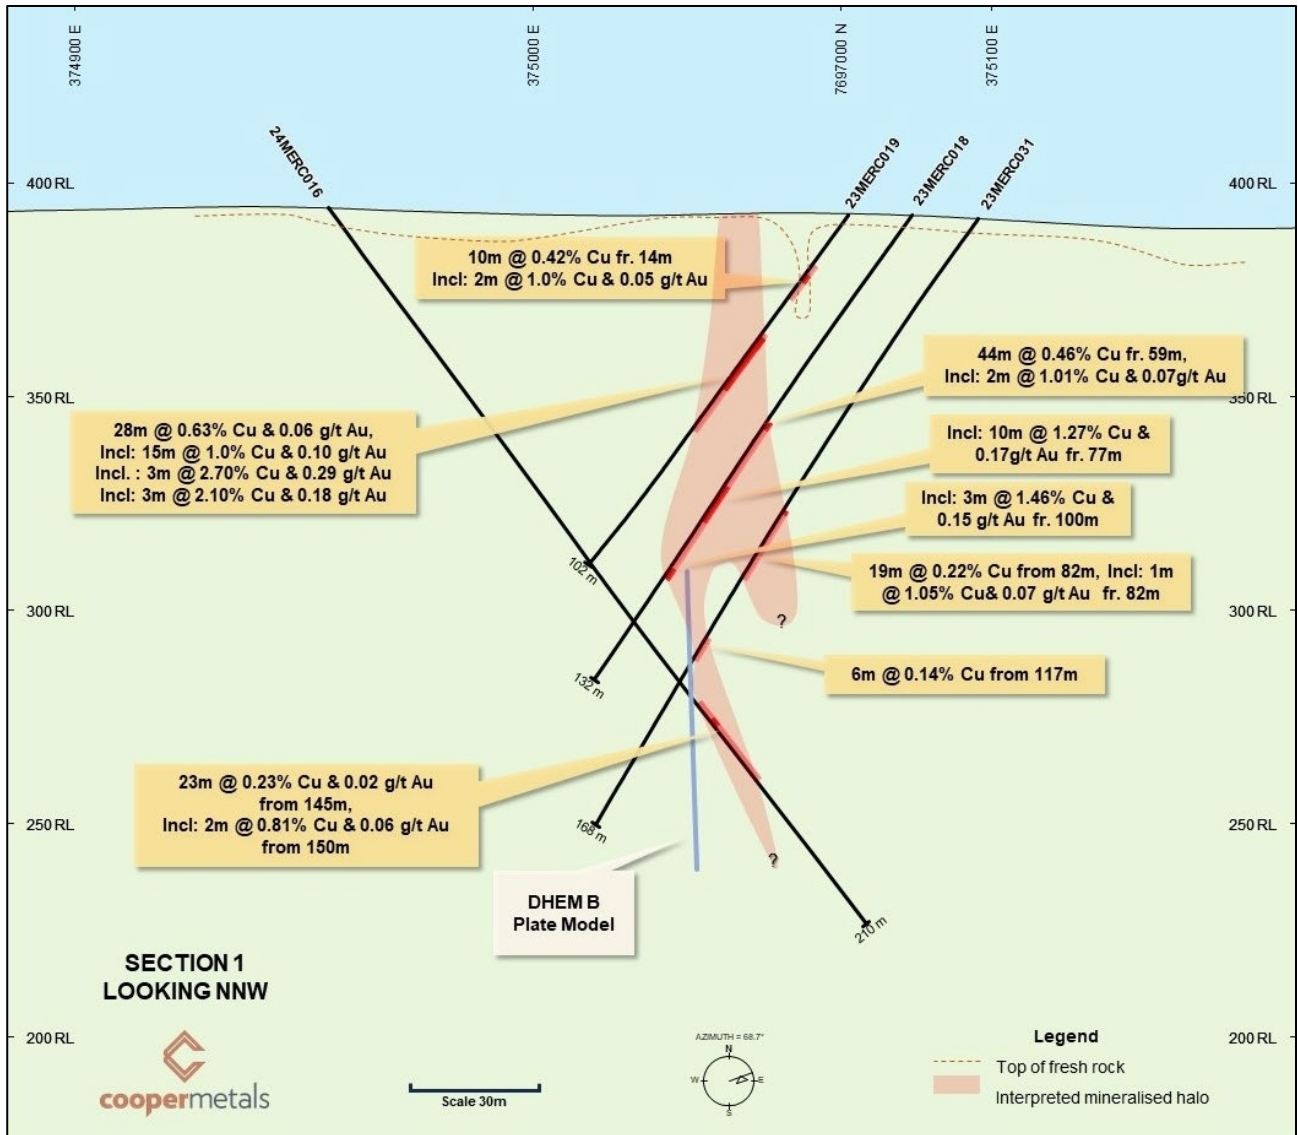 374900 E
375000 E
7697000 N
375100 E
24MERC016
23MERC019
23MERC018
23MERC031
400 RL
400 RL
10m @ 0.42% Cu fr. 14m
Incl: 2m @ 1.0% Cu & 0.05 g/t Au
44m @ 0.46% Cu fr. 59m,
Incl: 2m @ 1.01% Cu & 0.07g/t Au
350 RL
350 RL
28m @ 0.63% Cu & 0.06 g/t Au,
Incl: 15m @ 1.0% Cu & 0.10 g/t Au
Incl. : 3m @ 2.70% Cu & 0.29 g/t Au
Incl: 3m @ 2.10% Cu & 0.18 g/t Au
Incl: 10m @ 1.27% Cu &
0.17g/t Au fr. 77m
Incl: 3m @ 1.46% Cu &
0.15 g/t Au fr. 100m
102 m
19m @ 0.22% Cu from 82m, Incl: 1m
@ 1.05% Cu& 0.07 g/t Au fr. 82m
300 RL
300 RL
?
132 m
6m @ 0.14% Cu from 117m
23m @ 0.23% Cu & 0.02 g/t Au
from 145m,
Incl: 2m @ 0.81% Cu & 0.06 g/t Au
from 150m
168 m
250 RL
250 RL
?
DHEM B
Plate Model
210 m
SECTION 1
LOOKING NNW
200 RL
200 RL
coopermetals
Scale 30m
AZIMUTH = 68.7°
N
W
E
S
Legend
Top of fresh rock
Interpreted mineralised halo